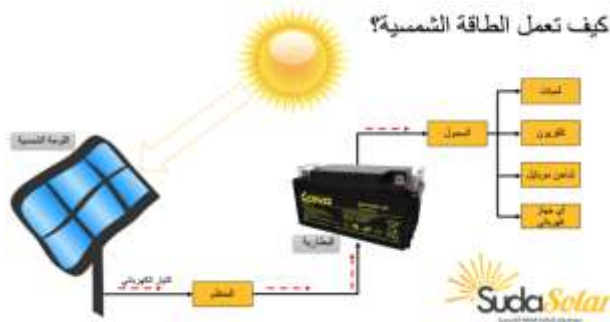 كيف تعمل الطاقة الشمسية؟
اللوحة الشمسية
لمبات
المحول
تلفزيون
شاحن موبايل
أي جهاز
كهربائي
البطارية
التيار الكهربائي
المنظم
SudaSolar